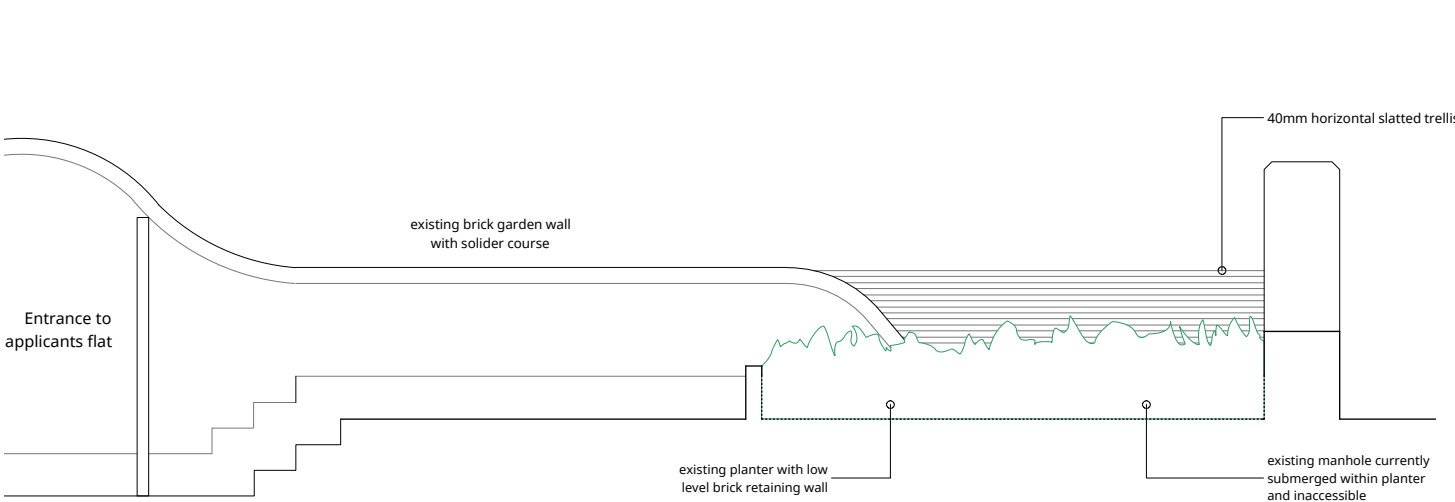 40mm horizontal slatted trellis
existing brick garden wall
with solider course
Entrance to
applicants flat
existing planter with low
level brick retaining wall
existing manhole currently
submerged within planter
and inaccessible